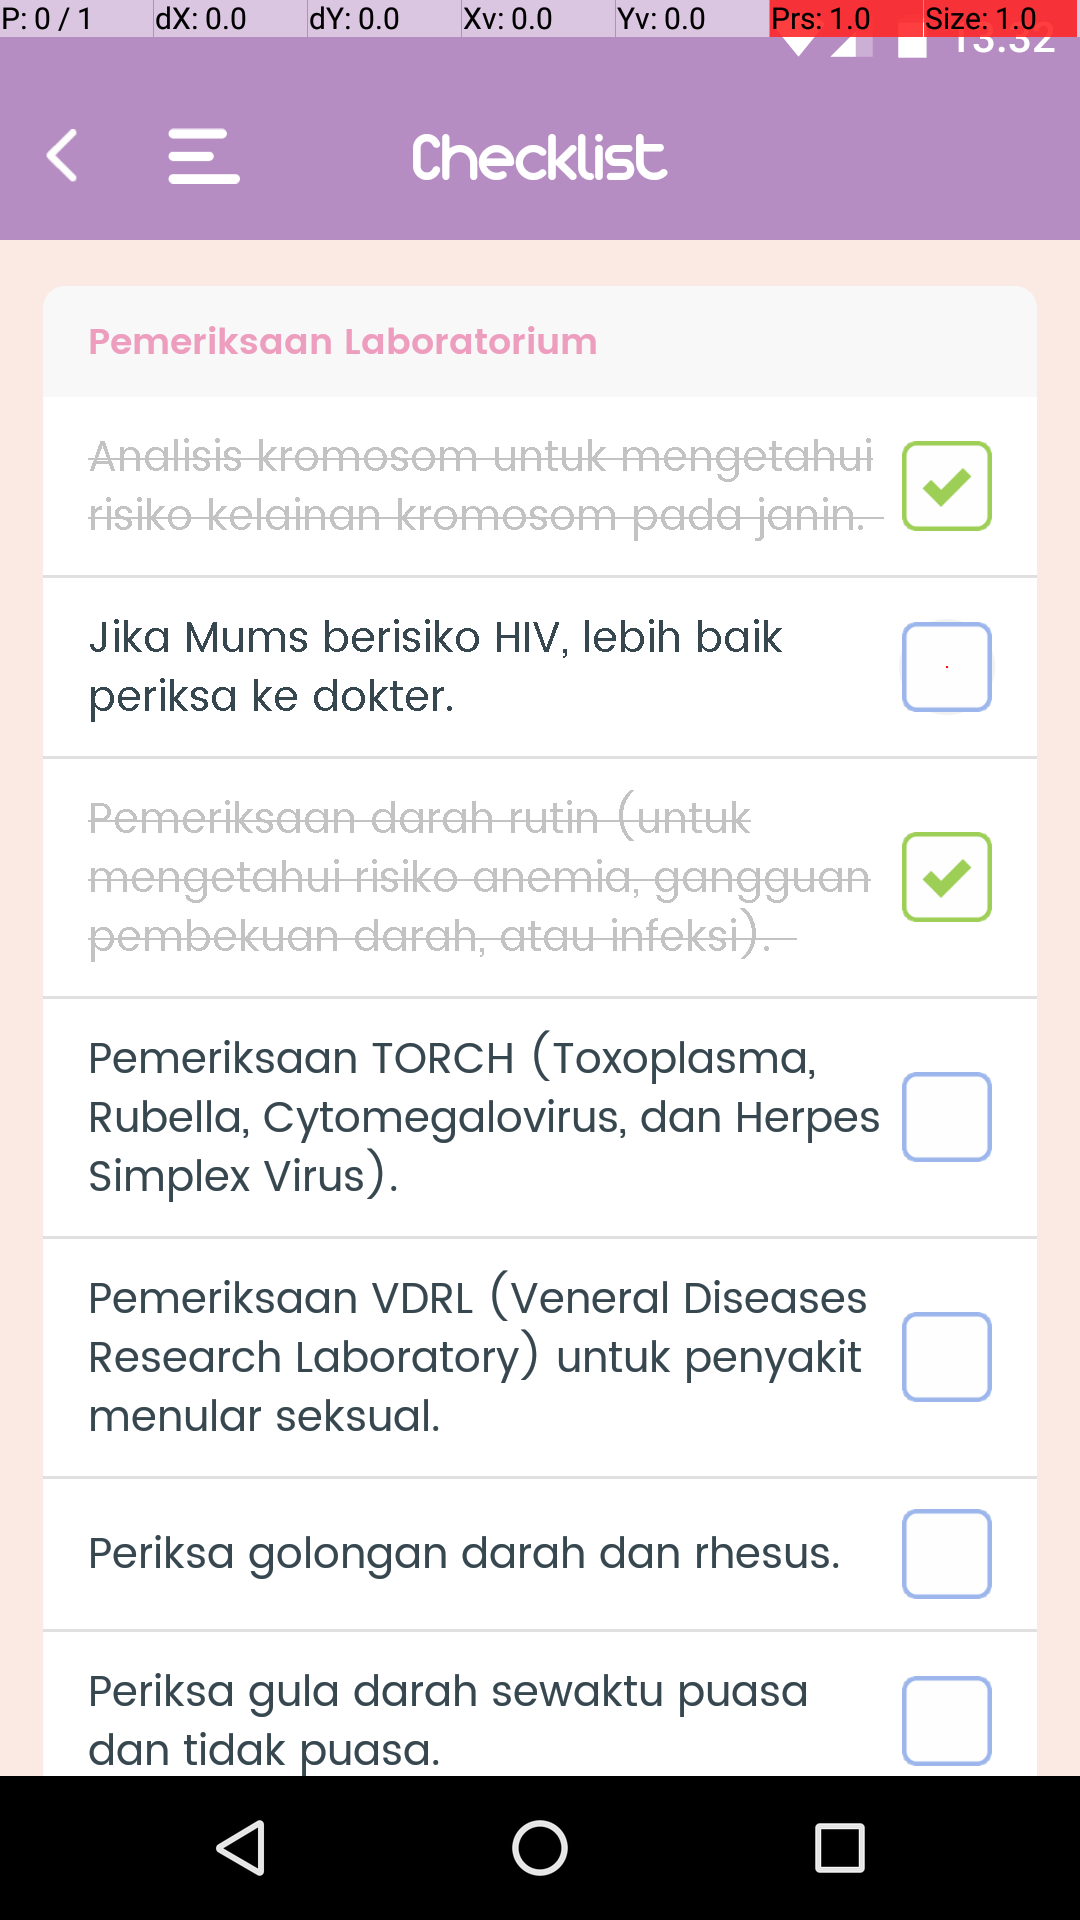 P: 0 / 1 dX: 0.0 dY: 0.0 Xv: 0.0 Yv: 0.0 Prs: 1.0 Size: 1.0
13:32
Checklist
Pemeriksaan Laboratorium
Analisis kromosom untuk mengetahui
risiko kelainan kromosom pada janin.
Jika Mums berisiko HIV, lebih baik
periksa ke dokter.
Pemeriksaan darah rutin (untuk
mengetahui risiko anemia, gangguan
pembekuan darah, atau infeksi).
Pemeriksaan TORCH (Toxoplasma,
Rubella, Cytomegalovirus, dan Herpes
Simplex Virus).
Pemeriksaan VDRL (Veneral Diseases
Research Laboratory) untuk penyakit
menular seksual.
Periksa golongan darah dan rhesus.
Periksa gula darah sewaktu puasa
dan tidak puasa.